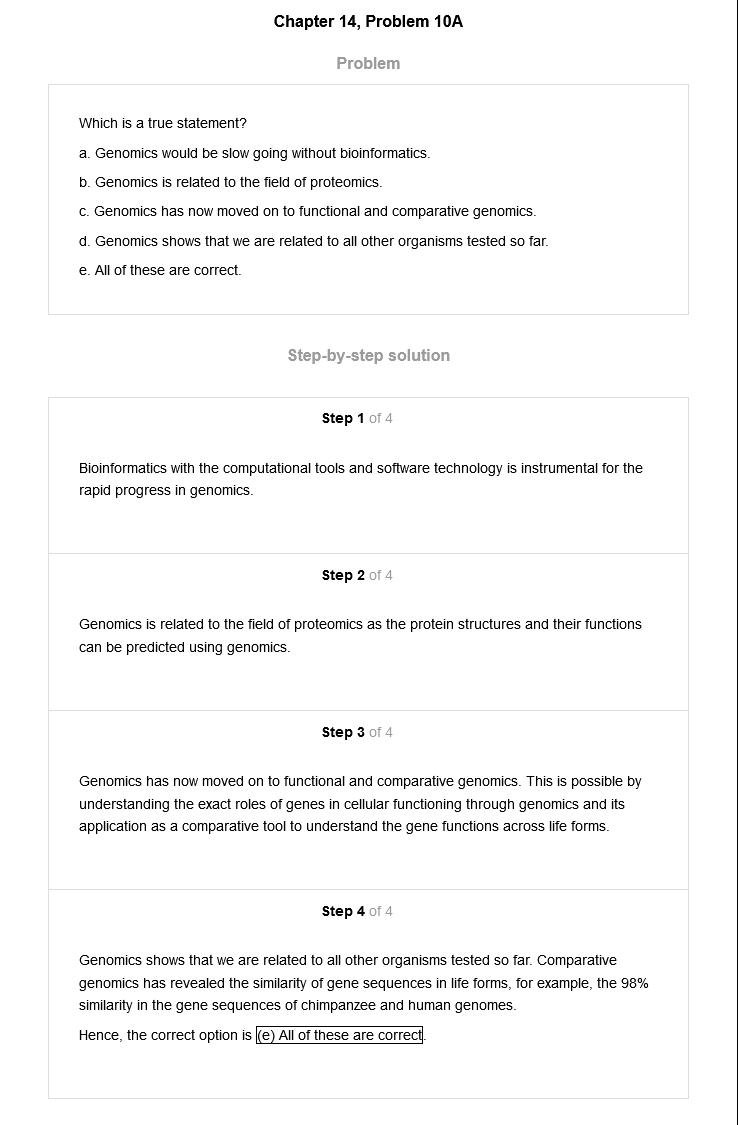 Chapter 14, Problem 10A
Problem
Which is a true statement?
a. Genomics would be slow going without bioinformatics.
b. Genomics is related to the field of proteomics.
c. Genomics has now moved on to functional and comparative genomics.
d. Genomics shows that we are related to all other organisms tested so far.
e. All of these are correct.
Step-by-step solution
Step 1 of 4
Bioinformatics with the computational tools and software technology is instrumental for the
rapid progress in genomics.
Step 2 of 4
Genomics is related to the field of proteomics as the protein structures and their functions
can be predicted using genomics.
Step 3 of 4
Genomics has now moved on to functional and comparative genomics. This is possible by
understanding the exact roles of genes in cellular functioning through genomics and its
application as a comparative tool to understand the gene functions across life forms.
Step 4 of 4
Genomics shows that we are related to all other organisms tested so far. Comparative
genomics has revealed the similarity of gene sequences in life forms, for example, the 98%
similarity in the gene sequences of chimpanzee and human genomes.
Hence, the correct option is (e) All of these are correct.